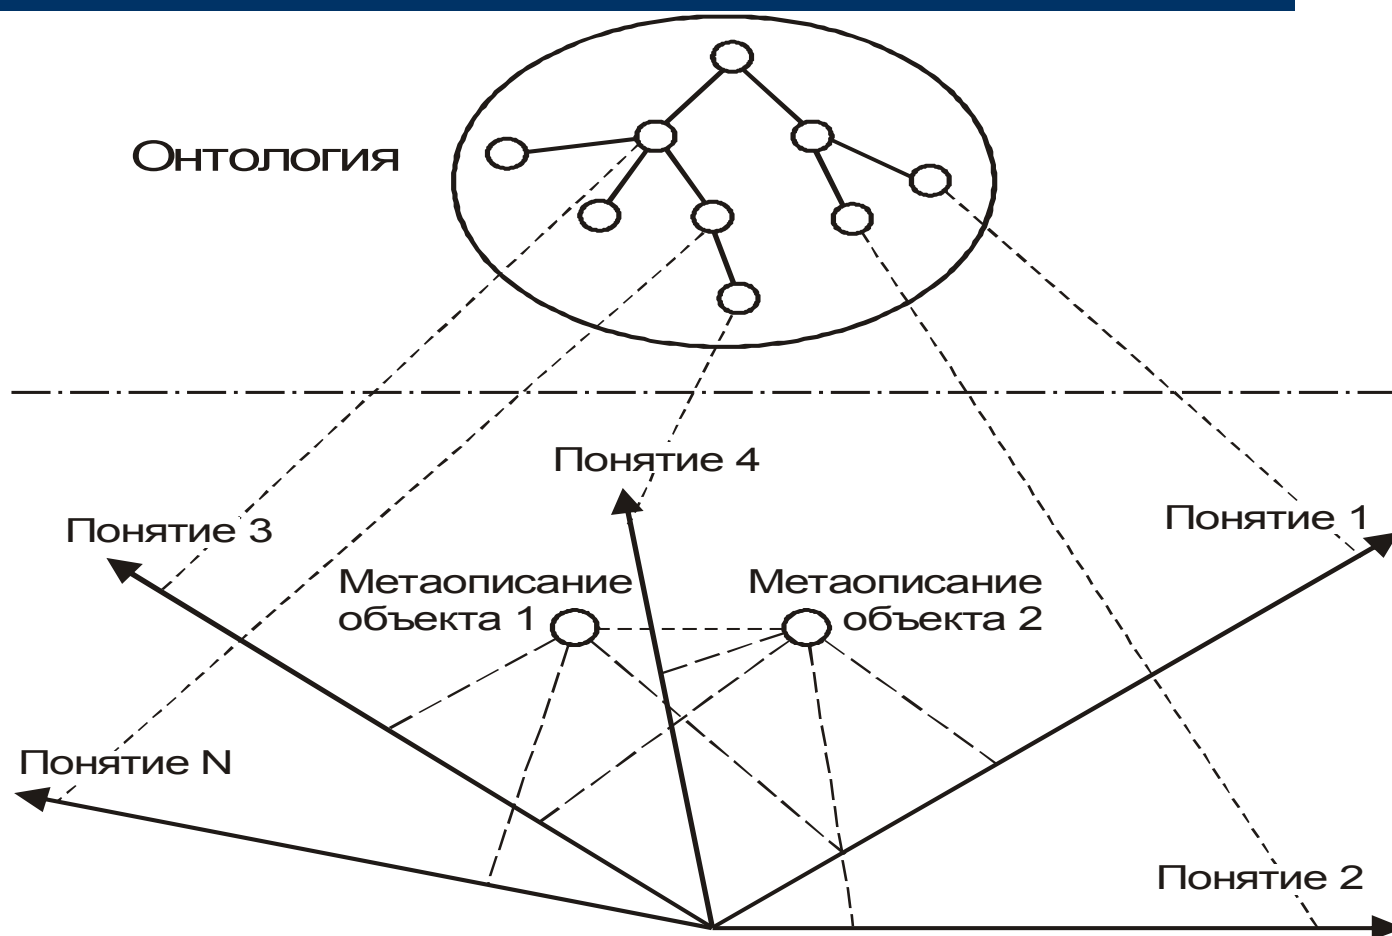 Онтология
Понятие 4
Понятие 3
Понятие 1
Метаописание
объекта 1
Метаописание
объекта 2
Понятие N
Понятие 2